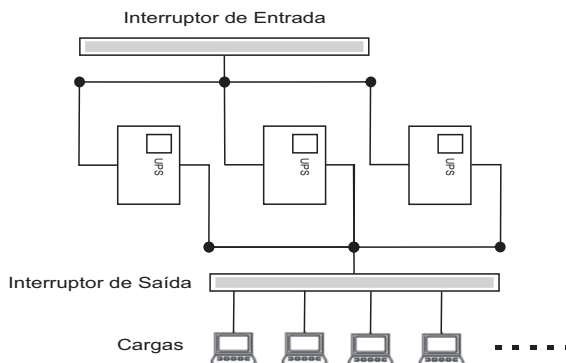 Interruptor de Entrada
UPS
UPS
UPS
Interruptor de Saída
Cargas